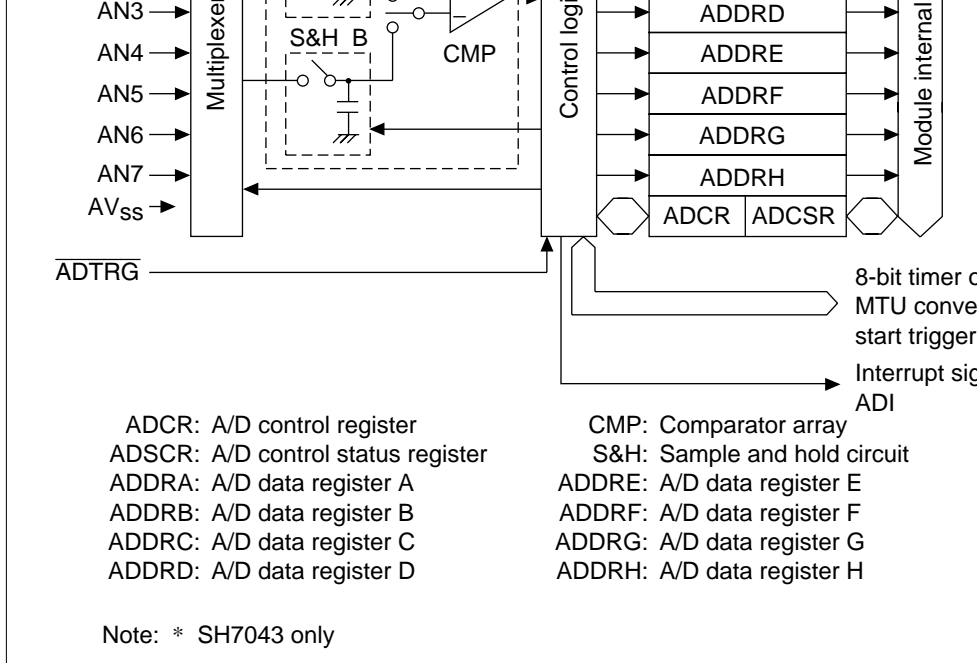 AN3
AN4
AN5
AN6
AN7
AVSS
ADTRG
Multiplexer
S&H B
CMP
Control
ADDRD
ADDRE
ADDRF
ADDRG
ADDRH
ADCR ADCSR
Module internal
8-bit timer
MTU
start trigger
Interrupt
ADI
ADCR: A/D control register
ADSCR: A/D control status register
ADDRA: A/D data register A
ADDRB: A/D data register B
ADDRC: A/D data register C
ADDRD: A/D data register D
CMP: Comparator array
S&H: Sample and hold circuit
ADDRE: A/D data register E
ADDRF: A/D data register F
ADDRG: A/D data register G
ADDRH: A/D data register H
Note: * SH7043 only